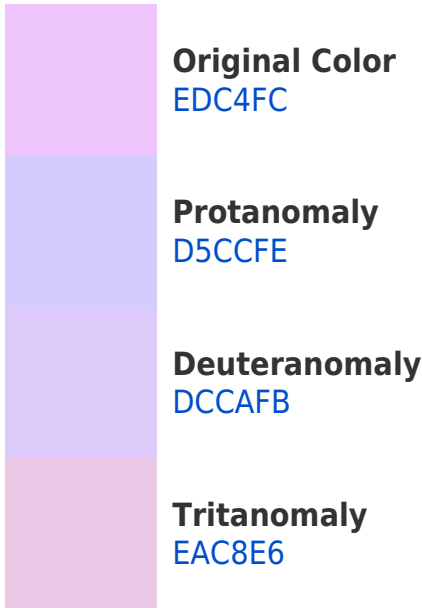 Original Color
EDC4FC
Protanomaly
D5CCFE
Deuteranomaly
DCCAFB
Tritanomaly
EAC8E6